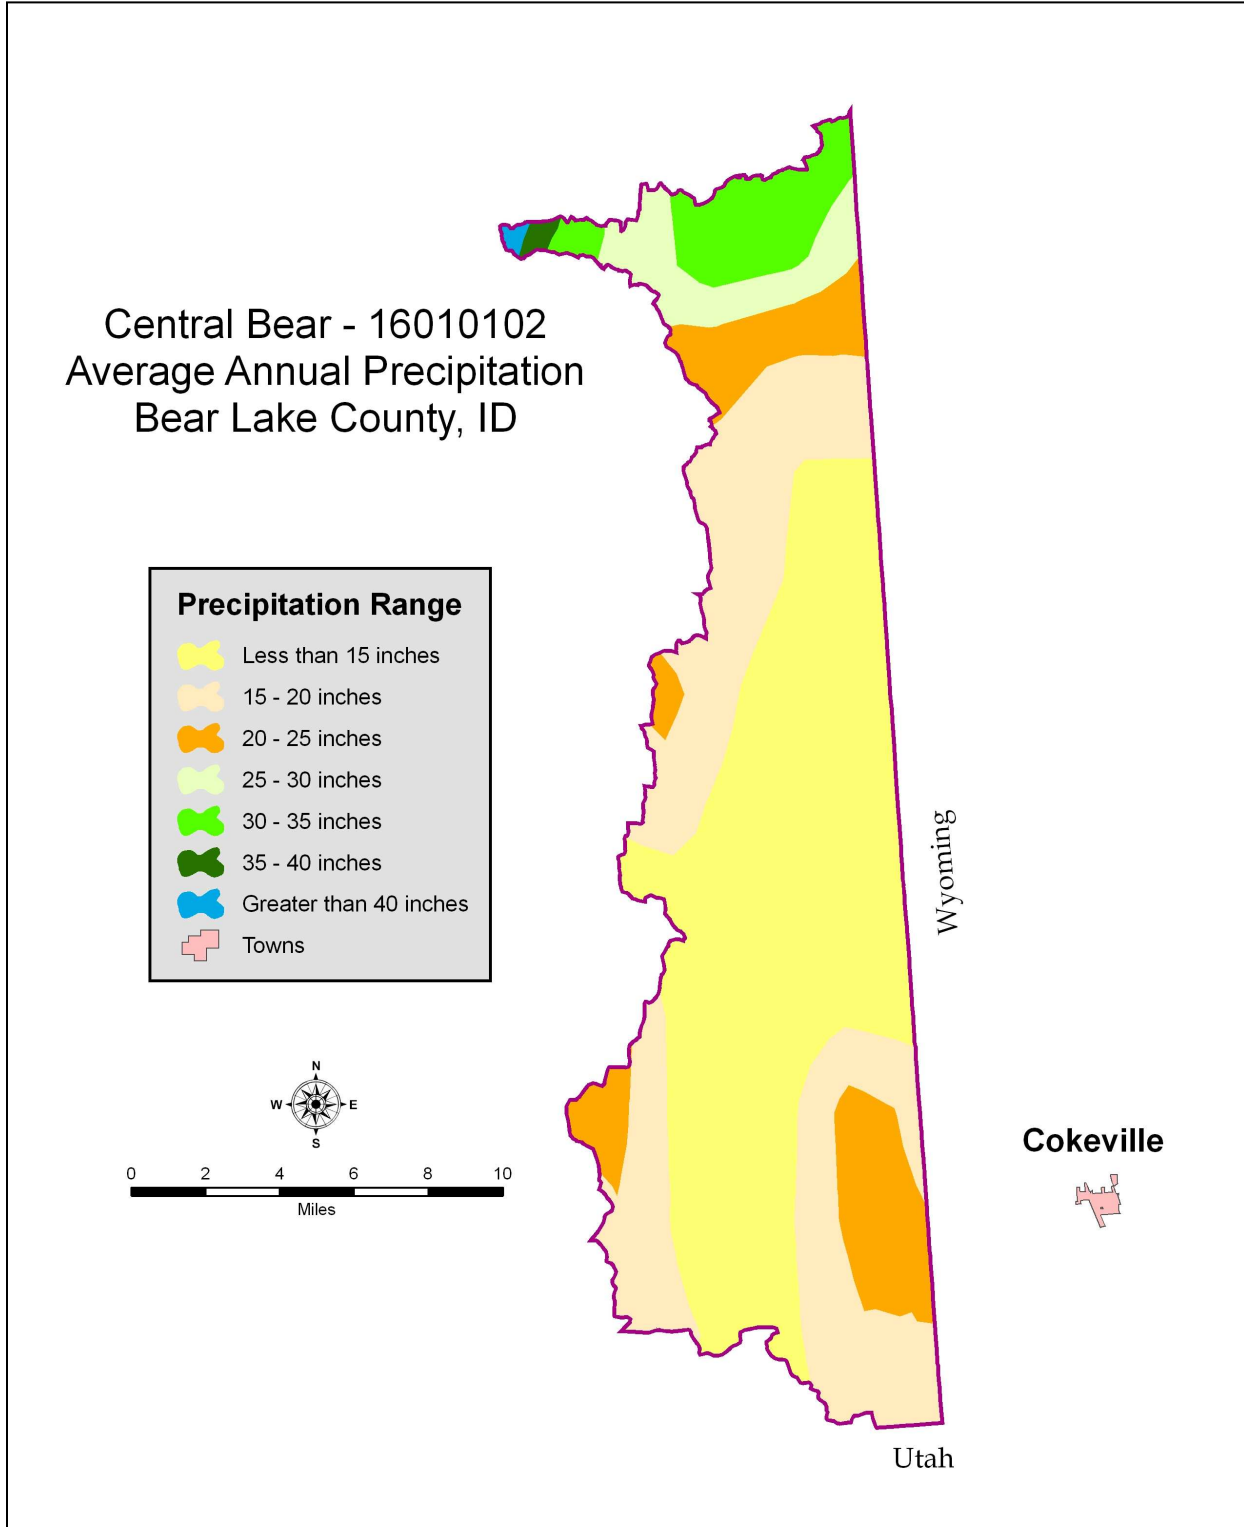 Central Bear - 16010102
Average Annual Precipitation
Bear Lake County, ID
Precipitation Range
Less than 15 inches
15 - 20 inches
20 - 25 inches
25 - 30 inches
30 - 35 inches
35 - 40 inches
Greater than 40 inches
Towns
Wyoming
N
W E
S
0 2 4 6 8 10
Miles
Cokeville
Utah